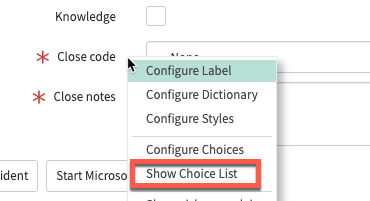 Knowledge
Close code
Configure Label
Close notes
Configure Dictionary
Configure Styles
Configure Choices
ident
Start Microso
Show Choice List